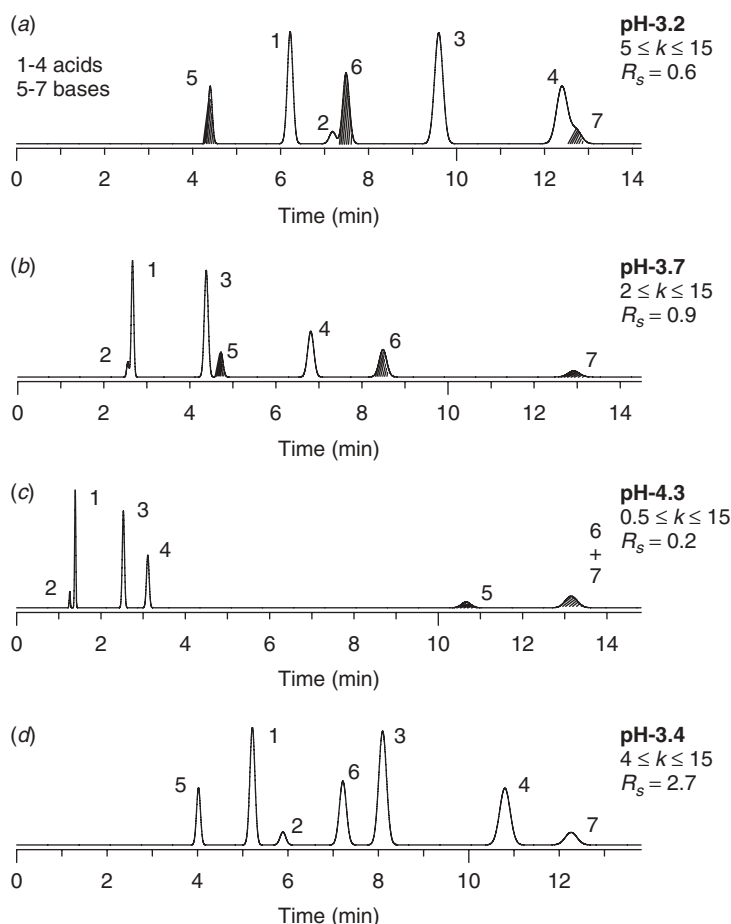 (a)
1-4 acids
5-7 bases
5
1
2
6
3
4
7
pH-3.2
5 ≤ k ≤ 15
Rs = 0.6
0 2 4 6 8 10 12 14
Time (min)
(b)
2
1
3
5
4
6
7
pH-3.7
2 ≤ k ≤ 15
Rs = 0.9
0 2 4 6 8 10 12 14
Time (min)
(c)
2
1
3
4
5
6
+
7
pH-4.3
0.5 ≤ k ≤ 15
Rs = 0.2
0 2 4 6 8 10 12 14
Time (min)
(d)
5
1
2
6
3
4
7
pH-3.4
4 ≤ k ≤ 15
Rs = 2.7
0 2 4 6 8 10 12
Time (min)